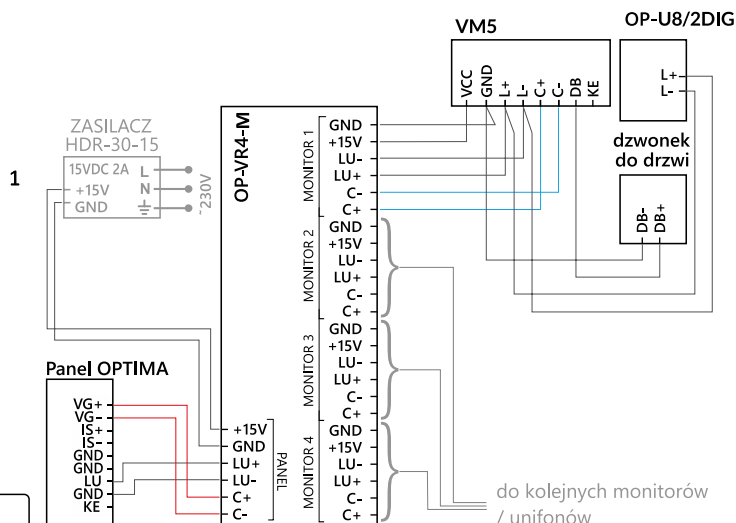 VM5
OP-U8/2DIG
VCC
GND
L+
L-
C+
C-
DB
KE
L+
L-
dzwonek
do drzwi
DB-
DB+
ZASILACZ
HDR-30-15
15VDC 2A
L
+15V
N
GND
~230V
1
OP-VR4-M
MONITOR 1
GND
+15V
LU-
LU+
C-
C+
MONITOR 2
GND
+15V
LU-
LU+
C-
C+
MONITOR 3
GND
+15V
LU-
LU+
C-
C+
MONITOR 4
GND
+15V
LU-
LU+
C-
C+
Panel OPTIMA
VG+
VG-
IS+
IS-
GND
GND
LU
GND
KE
+15V
GND
LU+
LU-
C+
C-
PANEL
do kolejnych monitorów
/ unifonów